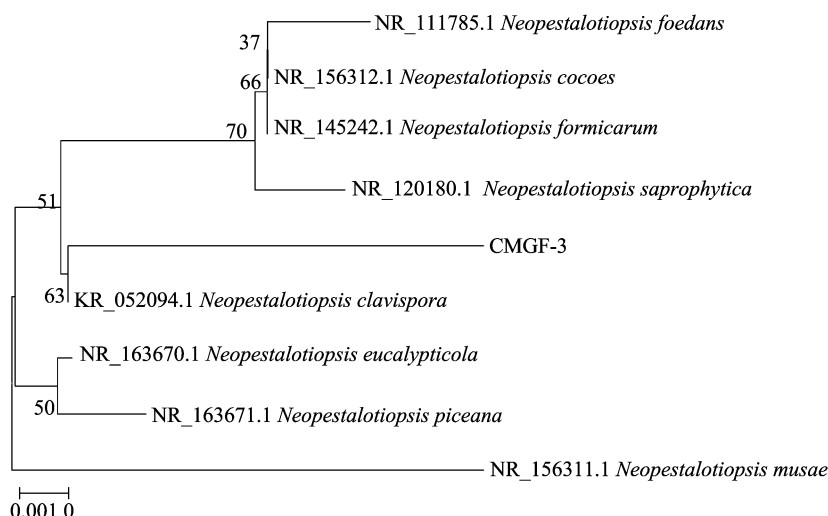 NR_111785.1 Neopestalotiopsis foedans
37
NR_156312.1 Neopestalotiopsis cocoes
66
NR_145242.1 Neopestalotiopsis formicarum
70
NR_120180.1 Neopestalotiopsis saprophytica
51
CMGF-3
63 KR_052094.1 Neopestalotiopsis clavispora
NR_163670.1 Neopestalotiopsis eucalypticola
50 NR_163671.1 Neopestalotiopsis piceana
NR_156311.1 Neopestalotiopsis musae
0.001 0